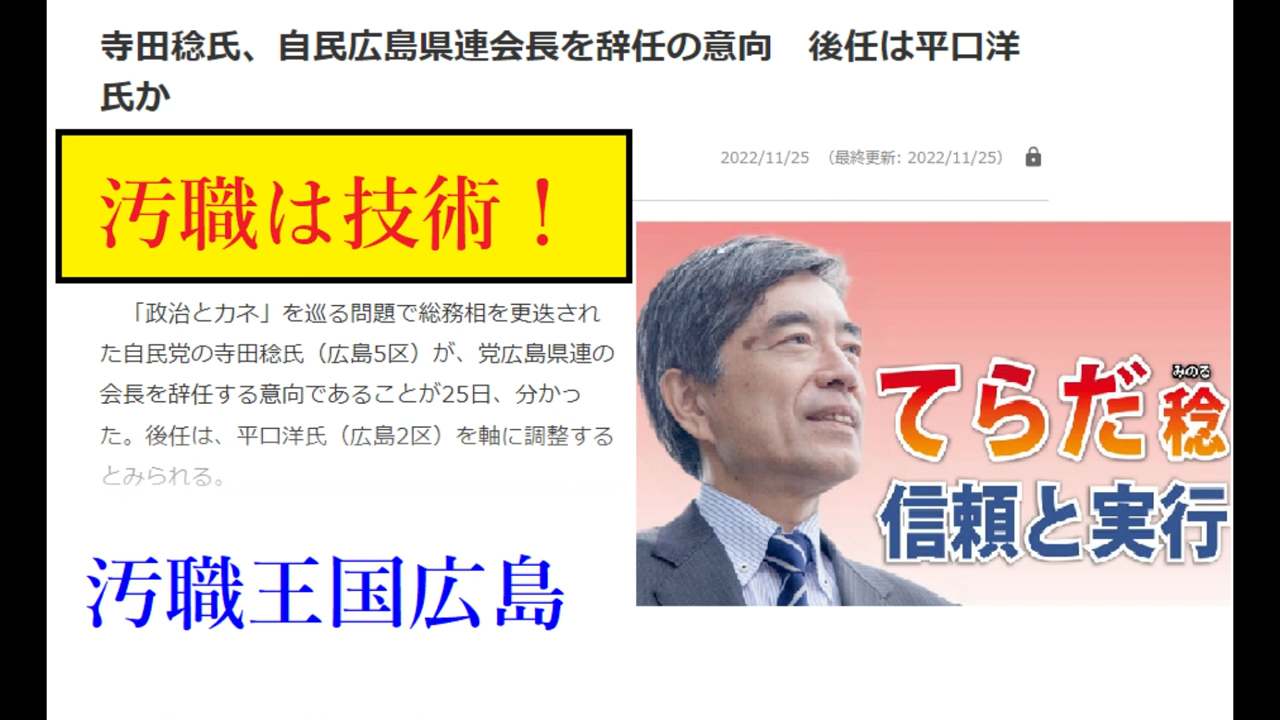 寺田稔氏、自民広島県連会長を辞任の意向　後任は平口洋
氏か
2022/11/25　（最終更新: 2022/11/25）
汚職は技術！
「政治とカネ」を巡る問題で総務相を更迭され
た自民党の寺田稔氏（広島5区）が、党広島県連の
会長を辞任する意向であることが25日、分かっ
た。後任は、平口洋氏（広島2区）を軸に調整する
とみられる。
みのる
てらだ稔
信頼と実行
汚職王国広島